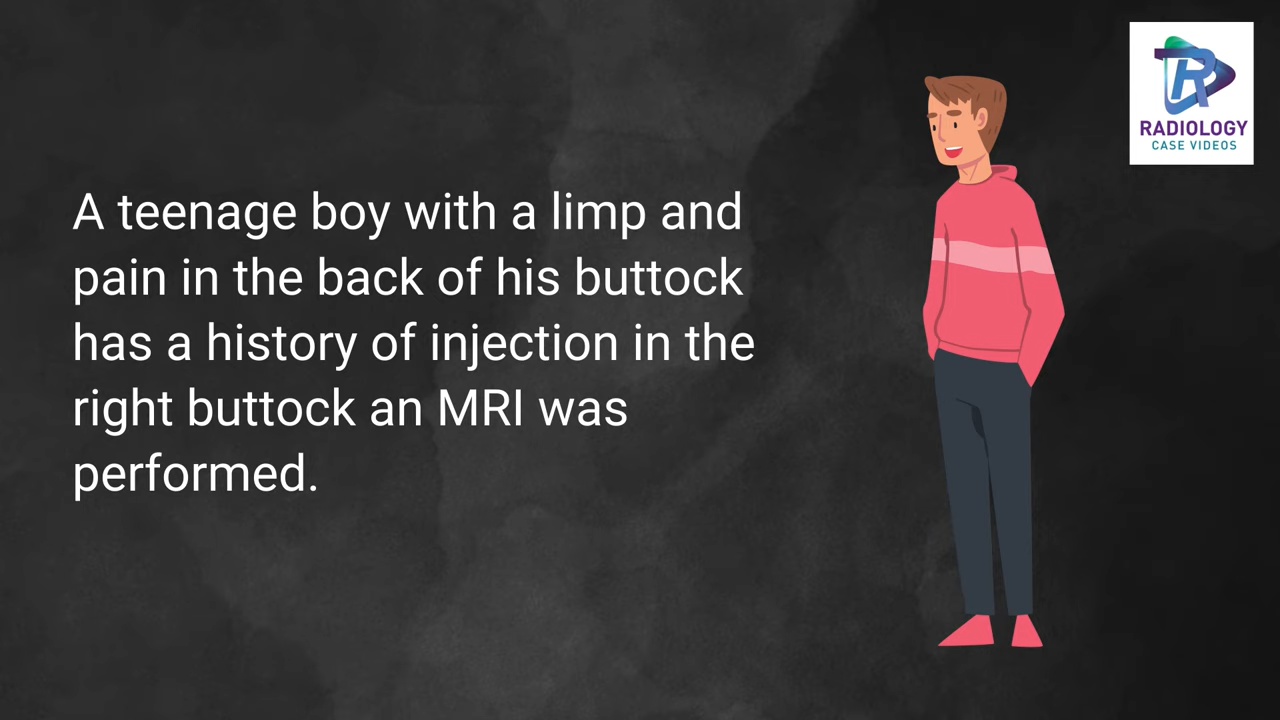 RADIOLOGY
CASE VIDEOS
A teenage boy with a limp and
pain in the back of his buttock
has a history of injection in the
right buttock an MRI was
performed.